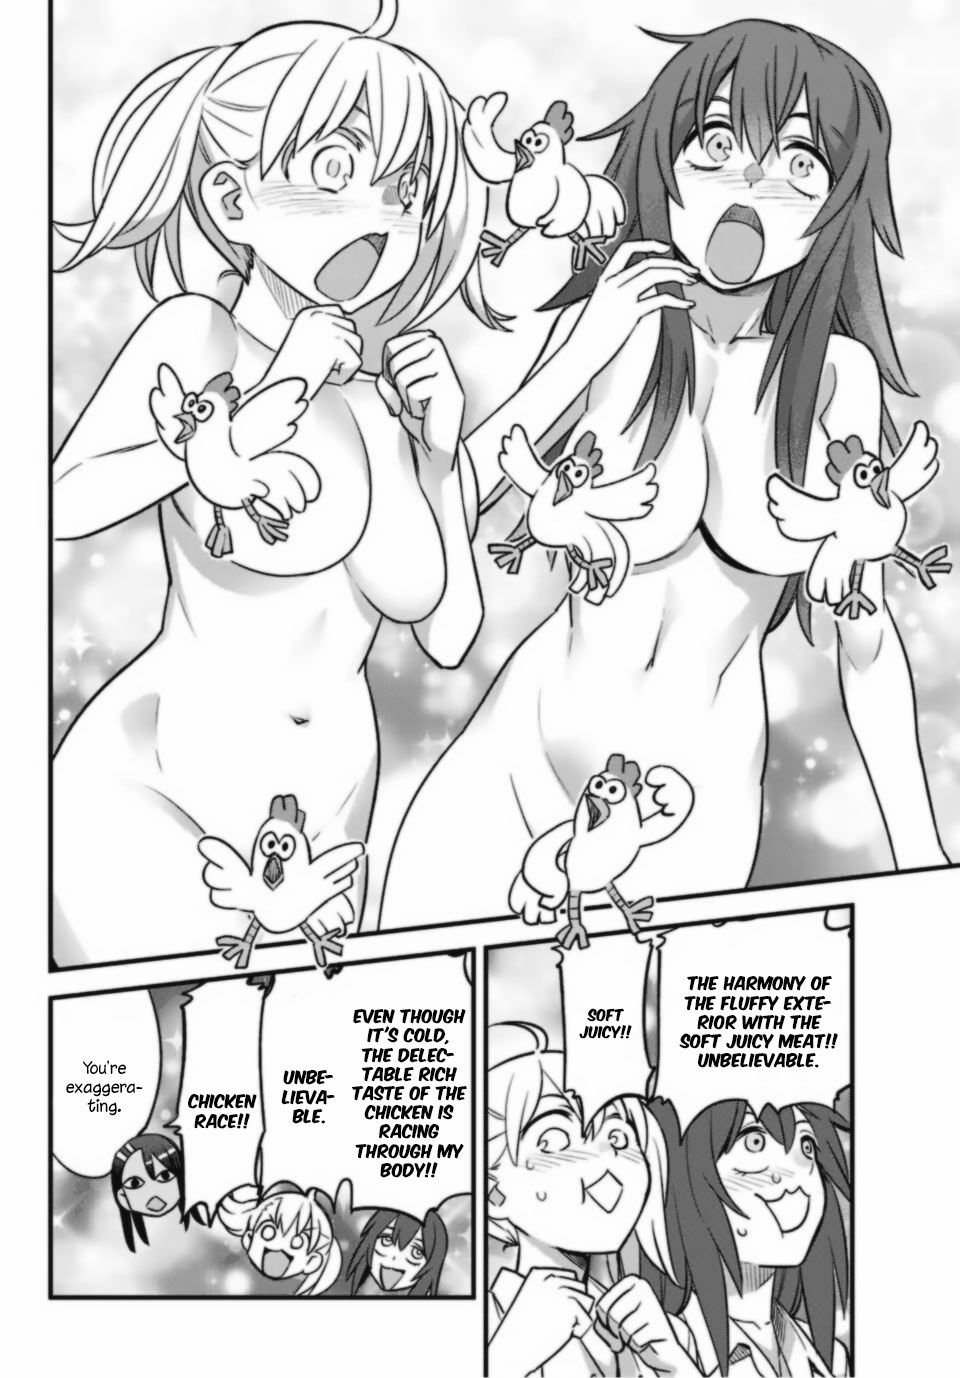 THE HARMONY OF
THE FLUFFY EXTE-
RIOR WITH THE
SOFT JUICY MEAT!!
UNBELIEVABLE.
SOFT
JUICY!!
EVEN THOUGH
IT'S COLD,
THE DELEC-
TABLE RICH
TASTE OF THE
CHICKEN IS
RACING
THROUGH MY
BODY!!
UNBE-
LIEVA-
BLE.
CHICKEN
RACE!!
You're
exaggera-
ting.